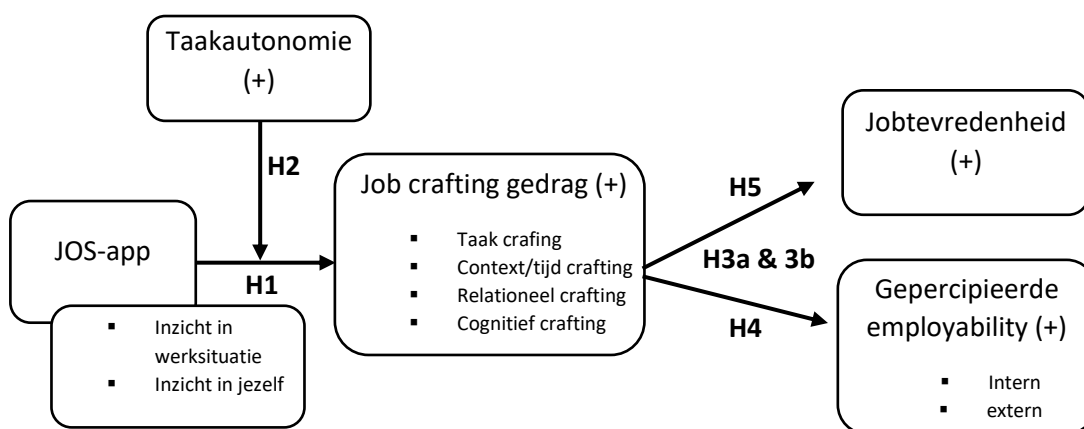 Taakautonomie
(+)
H2
JOS-app
▪ Inzicht in
werksituatie
▪ Inzicht in jezelf
H1
Job crafting gedrag (+)
▪ Taak crafing
▪ Context/tijd crafting
▪ Relationeel crafting
▪ Cognitief crafting
H5
H3a & 3b
H4
Jobtevredenheid
(+)
Gepercipieerde
employability (+)
▪ Intern
▪ extern